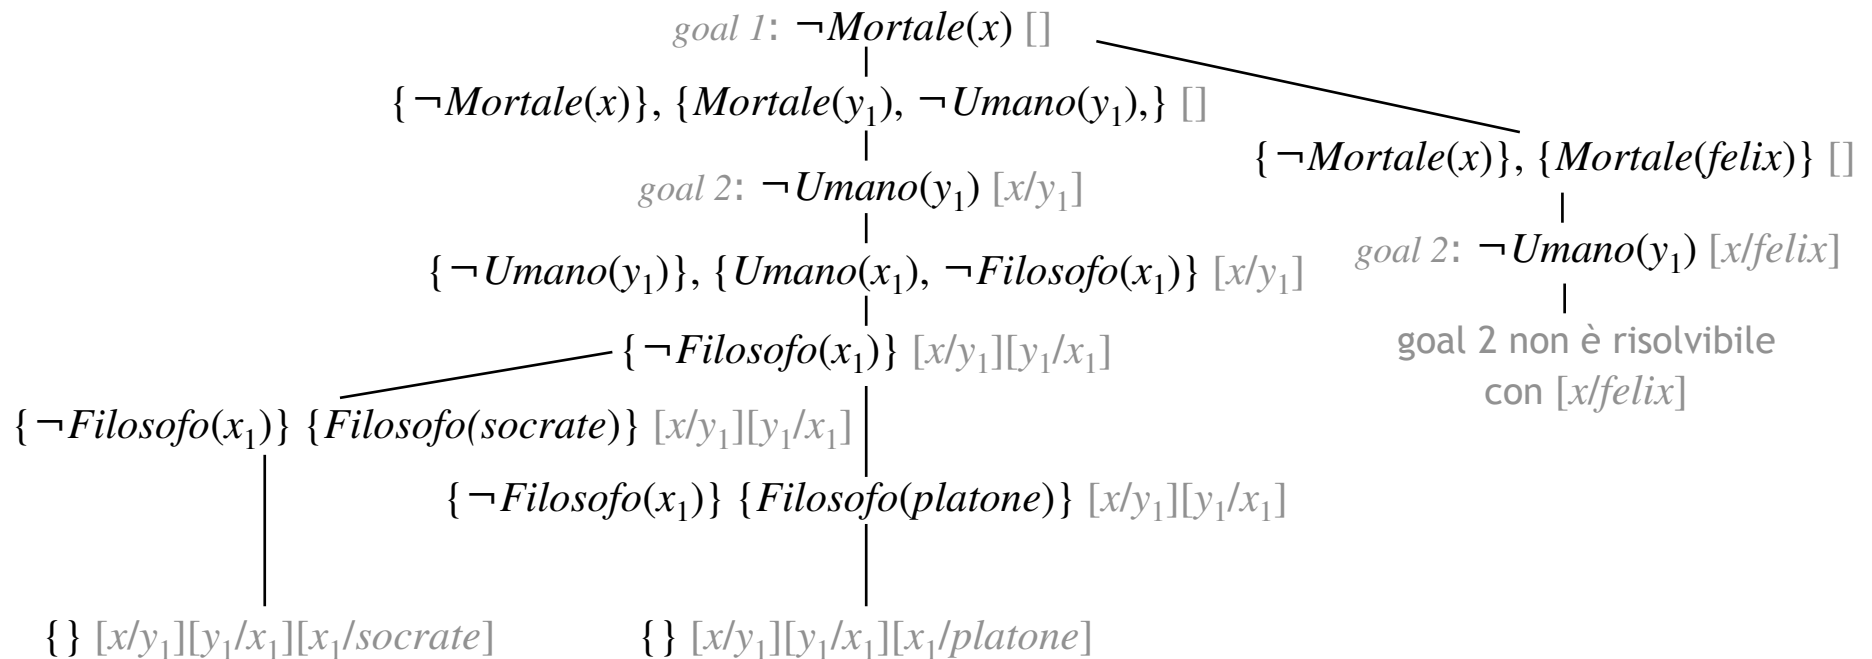 goal 1: ¬Mortale(x) []
{¬Mortale(x)}, {Mortale(y₁), ¬Umano(y₁),} []
{¬Mortale(x)}, {Mortale(felix)} []
goal 2: ¬Umano(y₁) [x/y₁]
goal 2: ¬Umano(y₁) [x/felix]
{¬Umano(y₁)}, {Umano(x₁), ¬Filosofo(x₁)} [x/y₁]
goal 2 non è risolvibile
con [x/felix]
{¬Filosofo(x₁)} [x/y₁][y₁/x₁]
{¬Filosofo(x₁)} {Filosofo(socrate)} [x/y₁][y₁/x₁]
{¬Filosofo(x₁)} {Filosofo(platone)} [x/y₁][y₁/x₁]
{} [x/y₁][y₁/x₁][x₁/socrate]
{} [x/y₁][y₁/x₁][x₁/platone]